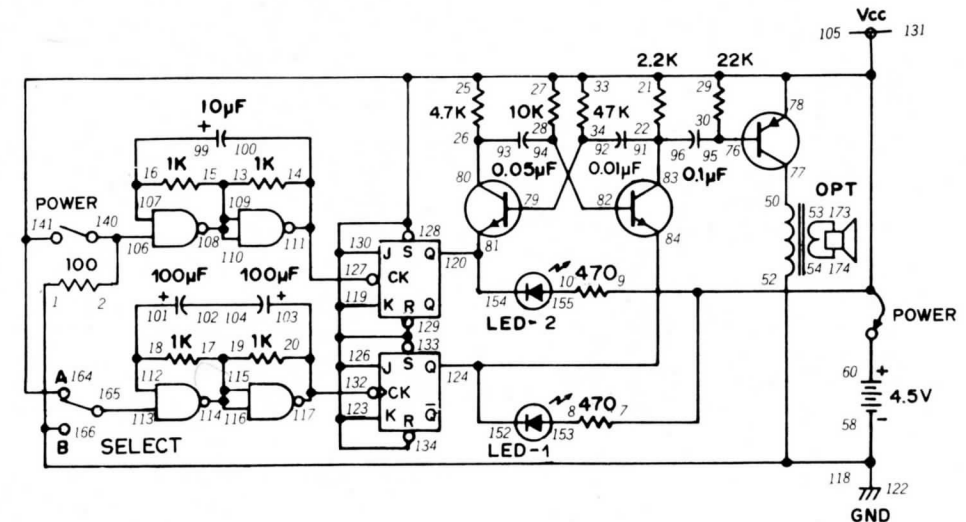 Vcc
105 131
2.2K 22K
25 27 33 21 29
4.7K 10K 47K
10μF
+
99 100
26 28 34 22 30 78
93 94 92 91 96 95 76
0.05μF 0.01μF 0.1μF
16 1K 15 13 1K 14
107 109
80 79 82 83 77
POWER
141 140
106 108 110 111
81 84
OPT
50 53 173
54 174
52
100
1 2
130 J S Q 128
120
127 CK
119 K R Q
129
100μF 100μF
+ +
101 102 104 103
154 10 470 9
155
LED-2
POWER
18 1K 17 19 1K 20
133
126 J S Q 124
132 CK
123 K R Q̅
134
112 115
A 164
165
113 114 116 117
166
B SELECT
152 8 470 7
153
LED-1
60 +
4.5V
58 -
118 122
GND